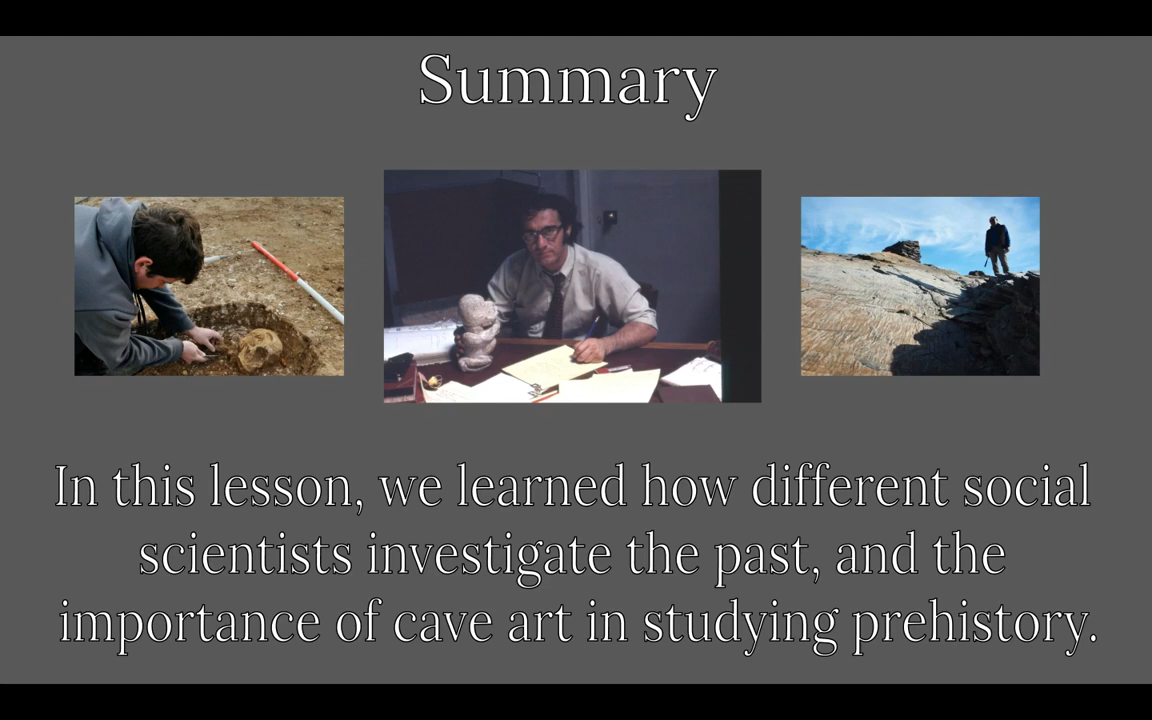 Summary
In this lesson, we learned how different social
scientists investigate the past, and the
importance of cave art in studying prehistory.